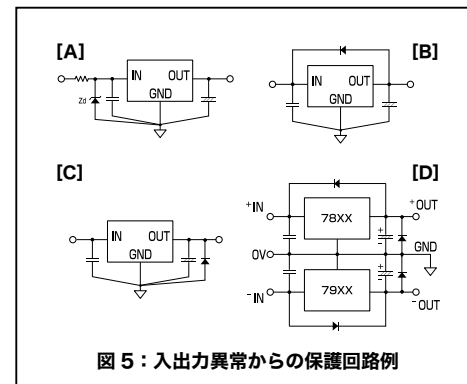 [A]
IN OUT
GND
Zd
[B]
IN OUT
GND
[C]
IN OUT
GND
[D]
+IN
78XX
+OUT
+
-
0V
GND
+
-
-IN
79XX
-OUT
図 5：入出力異常からの保護回路例